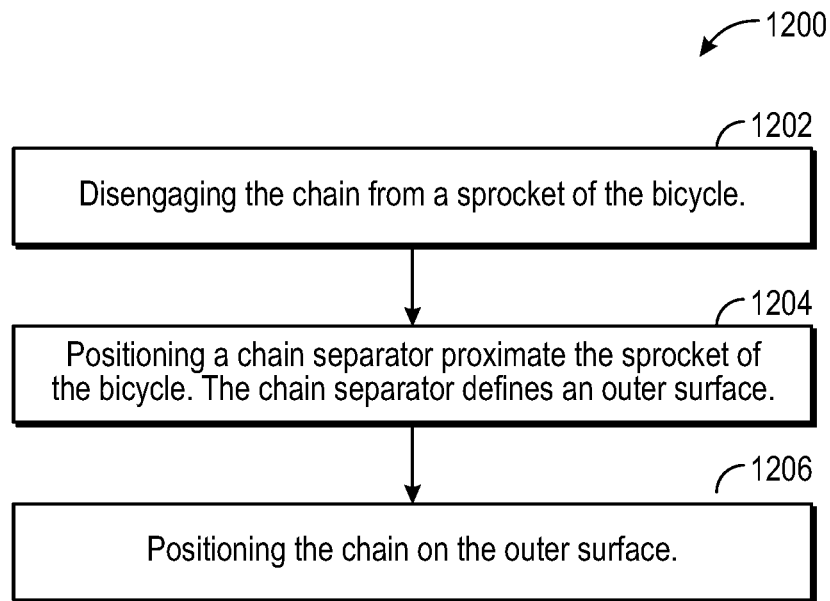 1200
1202
Disengaging the chain from a sprocket of the bicycle.
1204
Positioning a chain separator proximate the sprocket of
the bicycle. The chain separator defines an outer surface.
1206
Positioning the chain on the outer surface.